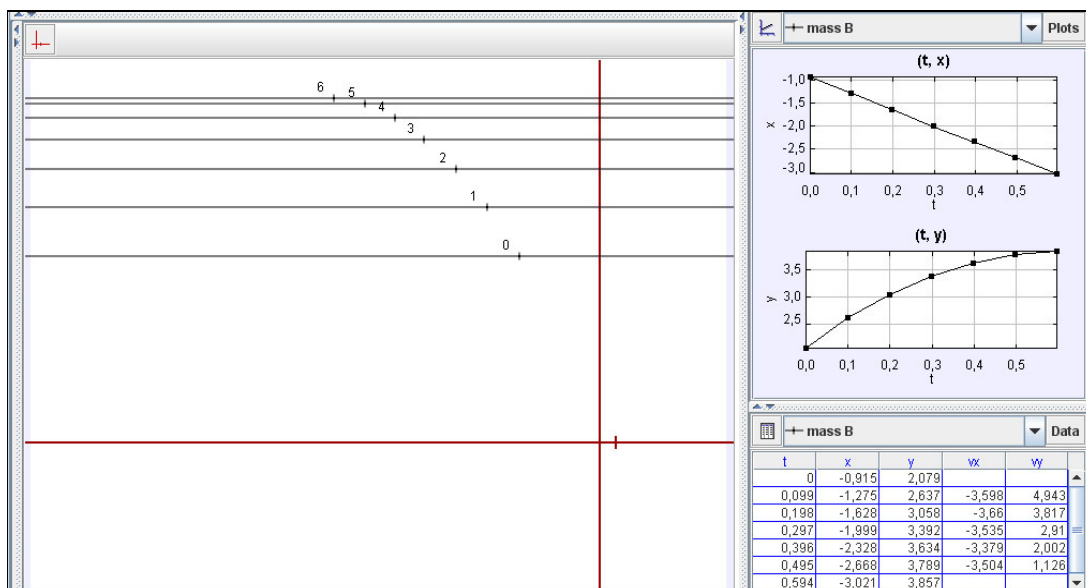 mass B Plots
(t, x)
-1,0
-1,5
x -2,0
-2,5
-3,0
0,0 0,1 0,2 0,3 0,4 0,5
t
(t, y)
3,5
y 3,0
2,5
0,0 0,1 0,2 0,3 0,4 0,5
t
6 5
4
3
2
1
0
mass B Data
t x y vx vy
0 -0,915 2,079
0,099 -1,275 2,637 -3,598 4,943
0,198 -1,628 3,058 -3,66 3,817
0,297 -1,999 3,392 -3,535 2,91
0,396 -2,328 3,634 -3,379 2,002
0,495 -2,668 3,789 -3,504 1,126
0,594 -3,021 3,857